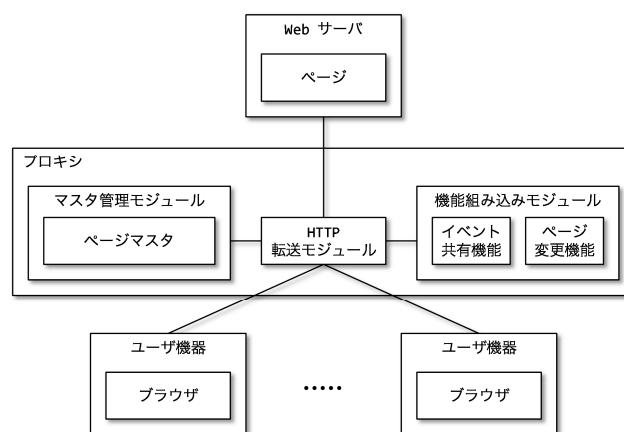 Web サーバ
ページ
プロキシ
マスタ管理モジュール
ページマスタ
HTTP
転送モジュール
機能組み込みモジュール
イベント
共有機能
ページ
変更機能
ユーザ機器
ブラウザ
.....
ユーザ機器
ブラウザ